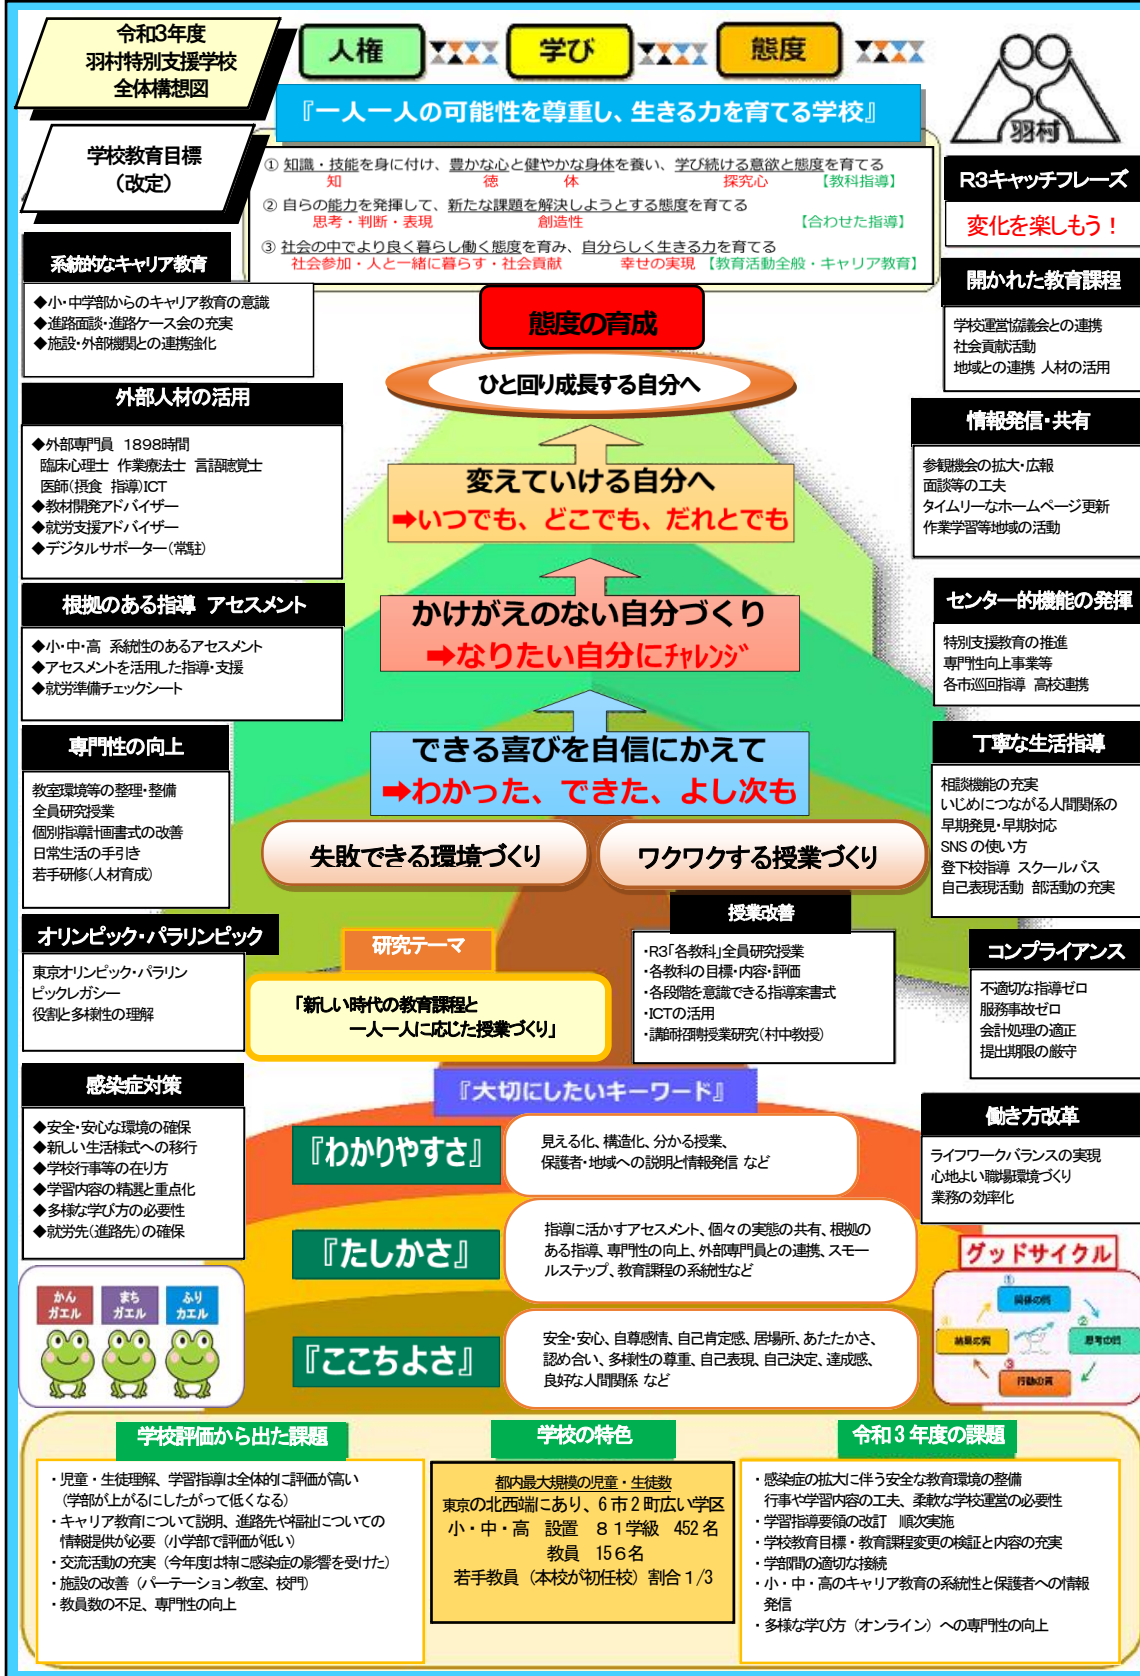 令和3年度
羽村特別支援学校
全体構想図
人権
学び
態度
羽村
『一人一人の可能性を尊重し、生きる力を育てる学校』
学校教育目標
（改定）
① 知識・技能を身に付け、豊かな心と健やかな身体を養い、学び続ける意欲と態度を育てる
知 徳 体 探究心 【教科指導】
② 自らの能力を発揮して、新たな課題を解決しようとする態度を育てる
思考・判断・表現 創造性 【合わせた指導】
③ 社会の中でより良く暮らし働く態度を育み、自分らしく生きる力を育てる
社会参加・人と一緒に暮らす・社会貢献 幸せの実現 【教育活動全般・キャリア教育】
R3キャッチフレーズ
変化を楽しもう！
系統的なキャリア教育
◆小・中学部からのキャリア教育の意識
◆進路面談・進路ケース会の充実
◆施設・外部機関との連携強化
外部人材の活用
◆外部専門員 1898時間
臨床心理士 作業療法士 言語聴覚士
医師(摂食 指導)ICT
◆教材開発アドバイザー
◆就労支援アドバイザー
◆デジタルサポーター（常駐）
根拠のある指導 アセスメント
◆小・中・高 系統性のあるアセスメント
◆アセスメントを活用した指導・支援
◆就労準備チェックシート
専門性の向上
教室環境等の整理・整備
全員研究授業
個別指導計画書式の改善
日常生活の手引き
若手研修(人材育成)
オリンピック・パラリンピック
東京オリンピック・パラリン
ピックレガシー
役割と多様性の理解
感染症対策
◆安全・安心な環境の確保
◆新しい生活様式への移行
◆学校行事等の在り方
◆学習内容の精選と重点化
◆多様な学び方の必要性
◆就労先(進路先)の確保
かん
ガエル
まち
ガエル
ふり
カエル
態度の育成
ひと回り成長する自分へ
変えていける自分へ
➡いつでも、どこでも、だれとでも
かけがえのない自分づくり
➡なりたい自分にﾁｬﾚﾝｼﾞ
できる喜びを自信にかえて
➡わかった、できた、よし次も
失敗できる環境づくり
ワクワクする授業づくり
研究テーマ
「新しい時代の教育課程と
一人一人に応じた授業づくり」
授業改善
・R3「各教科」全員研究授業
・各教科の目標・内容・評価
・各段階を意識できる指導案書式
・ICTの活用
・講師招聘授業研究(村中教授)
『大切にしたいキーワード』
『わかりやすさ』
見える化、構造化、分かる授業、
保護者・地域への説明と情報発信 など
『たしかさ』
指導に活かすアセスメント、個々の実態の共有、根拠の
ある指導、専門性の向上、外部専門員との連携、スモー
ルステップ、教育課程の系統性など
『ここちよさ』
安全・安心、自尊感情、自己肯定感、居場所、あたたかさ、
認め合い、多様性の尊重、自己表現、自己決定、達成感、
良好な人間関係 など
開かれた教育課程
学校運営協議会との連携
社会貢献活動
地域との連携 人材の活用
情報発信・共有
参観機会の拡大・広報
面談等の工夫
タイムリーなホームページ更新
作業学習等地域の活動
センター的機能の発揮
特別支援教育の推進
専門性向上事業等
各市巡回指導 高校連携
丁寧な生活指導
相談機能の充実
いじめにつながる人間関係の
早期発見・早期対応
SNS の使い方
登下校指導 スクールバス
自己表現活動 部活動の充実
コンプライアンス
不適切な指導ゼロ
服務事故ゼロ
会計処理の適正
提出期限の厳守
働き方改革
ライフワークバランスの実現
心地よい職場環境づくり
業務の効率化
グッドサイクル
①
関係の質
②
思考の質
③
行動の質
④
結果の質
学校評価から出た課題
・児童・生徒理解、学習指導は全体的に評価が高い
（学部が上がるにしたがって低くなる）
・キャリア教育について説明、進路先や福祉についての
情報提供が必要（小学部で評価が低い）
・交流活動の充実（今年度は特に感染症の影響を受けた）
・施設の改善（パーテーション教室、校門）
・教員数の不足、専門性の向上
学校の特色
都内最大規模の児童・生徒数
東京の北西端にあり、6市2町広い学区
小・中・高 設置 81学級 452名
教員 156名
若手教員（本校が初任校）割合1/3
令和3年度の課題
・感染症の拡大に伴う安全な教育環境の整備
行事や学習内容の工夫、柔軟な学校運営の必要性
・学習指導要領の改訂 順次実施
・学校教育目標・教育課程変更の検証と内容の充実
・学部間の適切な接続
・小・中・高のキャリア教育の系統性と保護者への情報
発信
・多様な学び方（オンライン）への専門性の向上